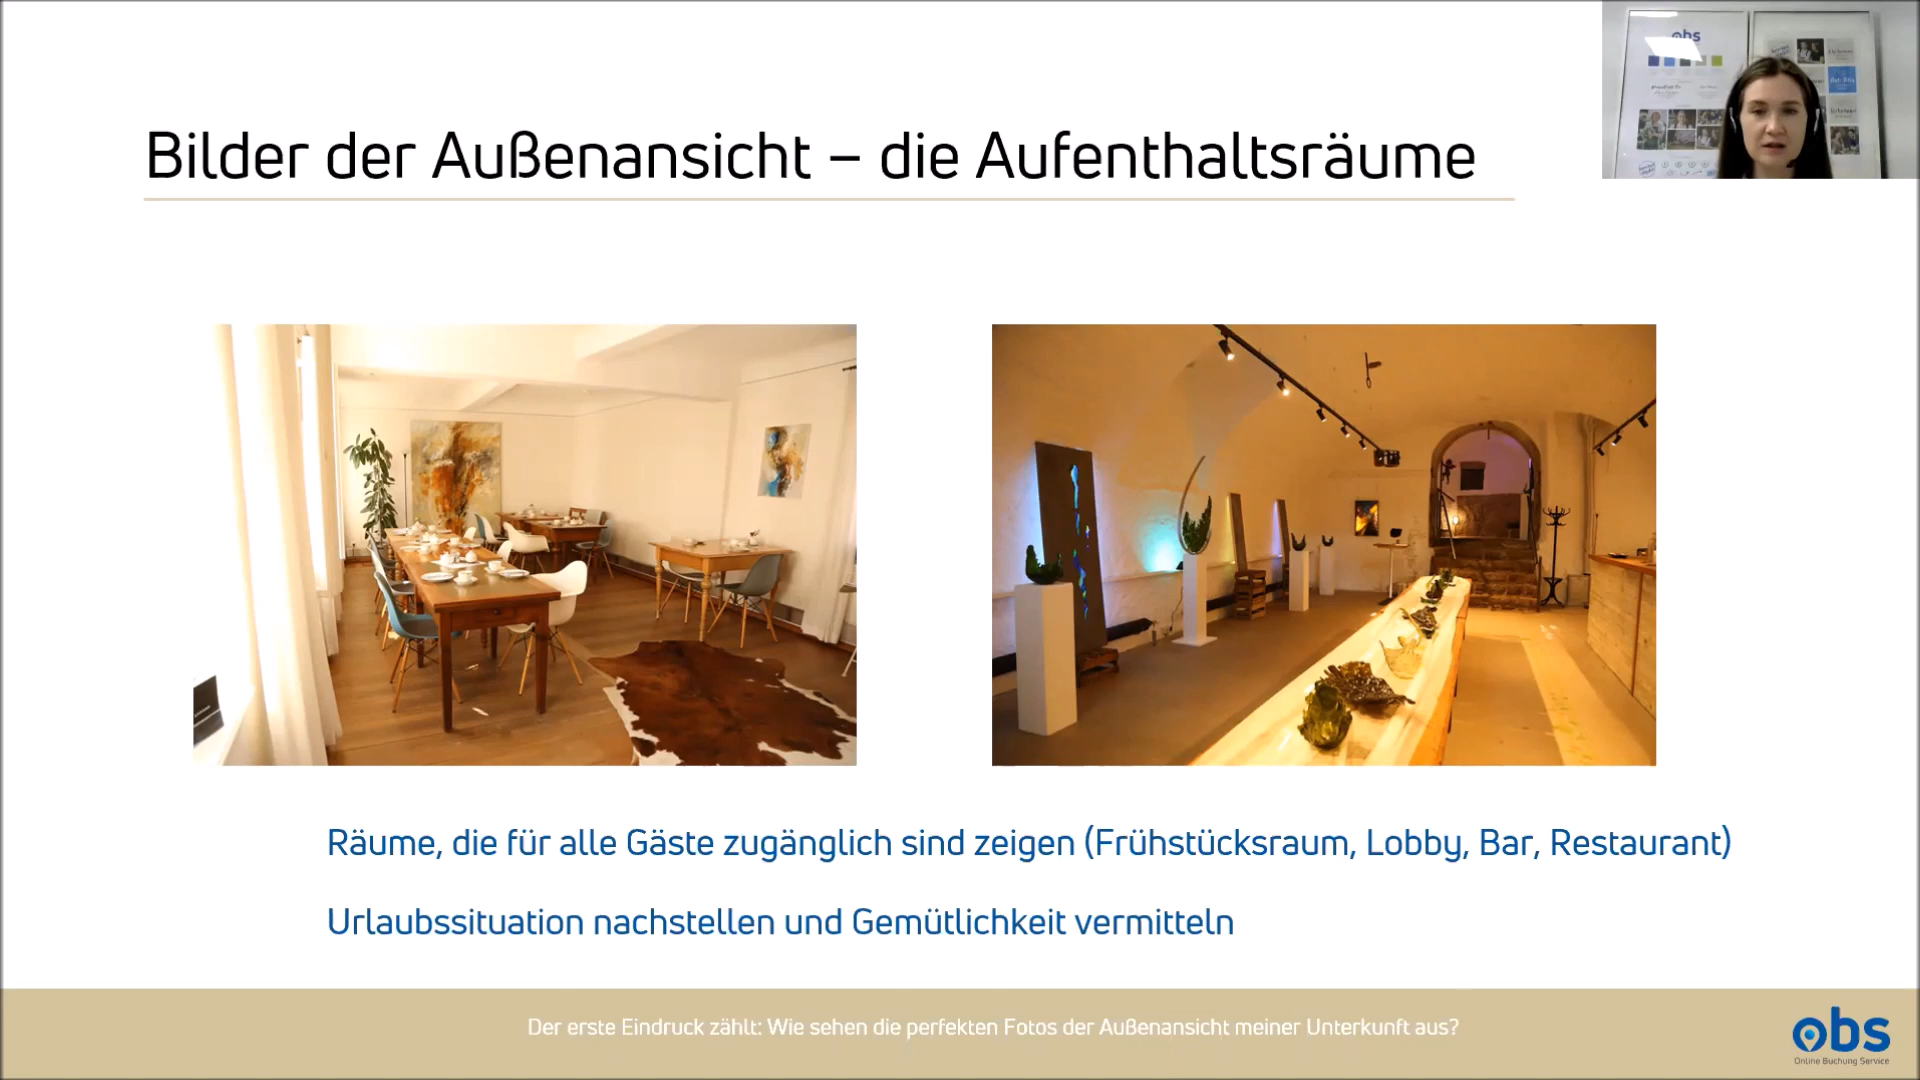 Bilder der Außenansicht – die Aufenthaltsräume
obs
Räume, die für alle Gäste zugänglich sind zeigen (Frühstücksraum, Lobby, Bar, Restaurant)
Urlaubssituation nachstellen und Gemütlichkeit vermitteln
Der erste Eindruck zählt: Wie sehen die perfekten Fotos der Außenansicht meiner Unterkunft aus?
obs
Online Buchung Service